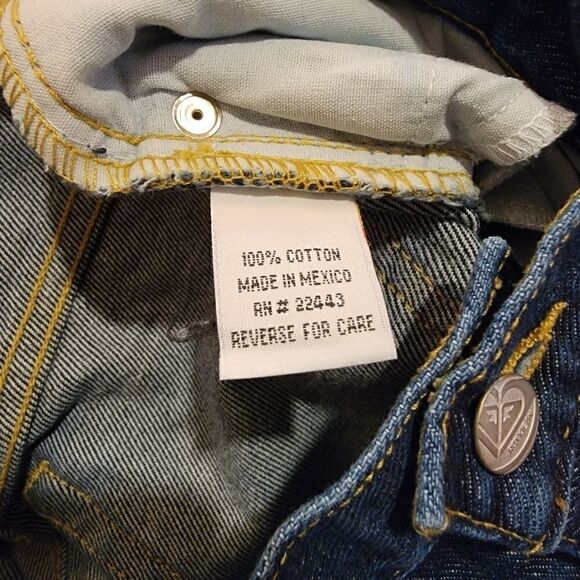 100% COTTON
MADE IN MEXICO
RN # 22443
REVERSE FOR CARE